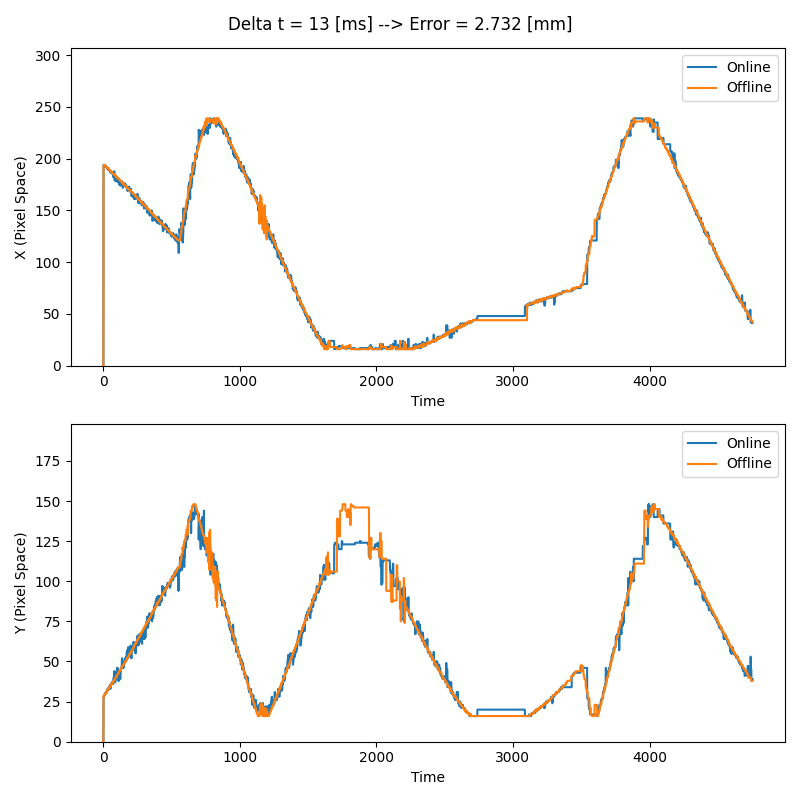 Delta t = 13 [ms] --> Error = 2.732 [mm]
300
250
200
150
100
50
0
X (Pixel Space)
Online
Offline
0 1000 2000 3000 4000
Time
175
150
125
100
75
50
25
0
Y (Pixel Space)
Online
Offline
0 1000 2000 3000 4000
Time